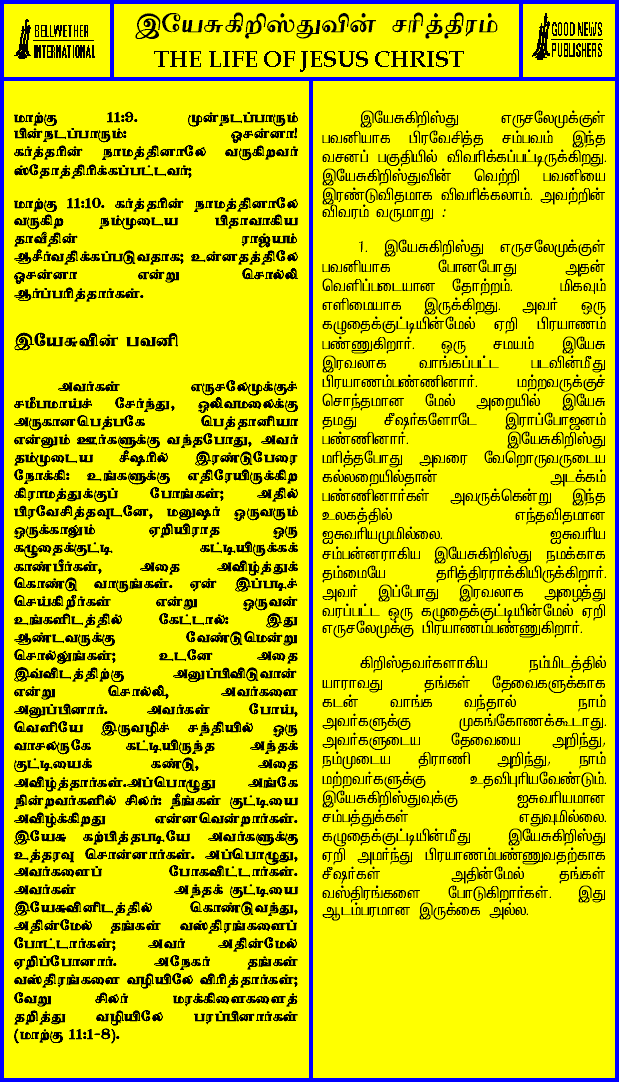 BELLWETHER
INTERNATIONAL
இயேசுகிறிஸ்துவின் சரித்திரம்
THE LIFE OF JESUS CHRIST
GOOD NEWS
PUBLISHERS
மாற்கு 11:9. முன்நடப்பாரும்
பின்நடப்பாரும்: ஓசன்னா!
கர்த்தரின் நாமத்தினாலே வருகிறவர்
ஸ்தோத்திரிக்கப்பட்டவர்;
மாற்கு 11:10. கர்த்தரின் நாமத்தினாலே
வருகிற நம்முடைய பிதாவாகிய
தாவீதின் ராஜ்யம்
ஆசீர்வதிக்கப்படுவதாக; உன்னதத்திலே
ஓசன்னா என்று சொல்லி
ஆர்ப்பரித்தார்கள்.
இயேசுவின் பவனி
அவர்கள் எருசலேமுக்குச்
சமீபமாய்ச் சேர்ந்து, ஒலிவமலைக்கு
அருகானபெத்பகே பெத்தானியா
என்னும் ஊர்களுக்கு வந்தபோது, அவர்
தம்முடைய சீஷரில் இரண்டுபேரை
நோக்கி: உங்களுக்கு எதிரேயிருக்கிற
கிராமத்துக்குப் போங்கள்; அதில்
பிரவேசித்தவுடனே, மனுஷர் ஒருவரும்
ஒருக்காலும் ஏறியிராத ஒரு
கழுதைக்குட்டி கட்டியிருக்கக்
காண்பீர்கள், அதை அவிழ்த்துக்
கொண்டு வாருங்கள். ஏன் இப்படிச்
செய்கிறீர்கள் என்று ஒருவன்
உங்களிடத்தில் கேட்டால்: இது
ஆண்டவருக்கு வேண்டுமென்று
சொல்லுங்கள்; உடனே அதை
இவ்விடத்திற்கு அனுப்பிவிடுவான்
என்று சொல்லி, அவர்களை
அனுப்பினார். அவர்கள் போய்,
வெளியே இருவழிச் சந்தியில் ஒரு
வாசலருகே கட்டியிருந்த அந்தக்
குட்டியைக் கண்டு, அதை
அவிழ்த்தார்கள்.அப்பொழுது அங்கே
நின்றவர்களில் சிலர்: நீங்கள் குட்டியை
அவிழ்க்கிறது என்னவென்றார்கள்.
இயேசு கற்பித்தபடியே அவர்களுக்கு
உத்தரவு சொன்னார்கள். அப்பொழுது,
அவர்களைப் போகவிட்டார்கள்.
அவர்கள் அந்தக் குட்டியை
இயேசுவினிடத்தில் கொண்டுவந்து,
அதின்மேல் தங்கள் வஸ்திரங்களைப்
போட்டார்கள்; அவர் அதின்மேல்
ஏறிப்போனார். அநேகர் தங்கள்
வஸ்திரங்களை வழியிலே விரித்தார்கள்;
வேறு சிலர் மரக்கிளைகளைத்
தறித்து வழியிலே பரப்பினார்கள்
(மாற்கு 11:1-8).
இயேசுகிறிஸ்து எருசலேமுக்குள்
பவனியாக பிரவேசித்த சம்பவம் இந்த
வசனப் பகுதியில் விவரிக்கப்பட்டிருக்கிறது.
இயேசுகிறிஸ்துவின் வெற்றி பவனியை
இரண்டுவிதமாக விவரிக்கலாம். அவற்றின்
விவரம் வருமாறு :
1. இயேசுகிறிஸ்து எருசலேமுக்குள்
பவனியாக போனபோது அதன்
வெளிப்படையான தோற்றம். மிகவும்
எளிமையாக இருக்கிறது. அவர் ஒரு
கழுதைக்குட்டியின்மேல் ஏறி பிரயாணம்
பண்ணுகிறார். ஒரு சமயம் இயேசு
இரவலாக வாங்கப்பட்ட படவின்மீது
பிரயாணம்பண்ணினார். மற்றவருக்குச்
சொந்தமான மேல் அறையில் இயேசு
தமது சீஷர்களோடே இராப்போஜனம்
பண்ணினார். இயேசுகிறிஸ்து
மரித்தபோது அவரை வேறொருவருடைய
கல்லறையில்தான் அடக்கம்
பண்ணினார்கள் அவருக்கென்று இந்த
உலகத்தில் எந்தவிதமான
ஐசுவரியமுமில்லை. ஐசுவரிய
சம்பன்னராகிய இயேசுகிறிஸ்து நமக்காக
தம்மையே தரித்திரராக்கியிருக்கிறார்.
அவர் இப்போது இரவலாக அழைத்து
வரப்பட்ட ஒரு கழுதைக்குட்டியின்மேல் ஏறி
எருசலேமுக்கு பிரயாணம்பண்ணுகிறார்.
கிறிஸ்தவர்களாகிய நம்மிடத்தில்
யாராவது தங்கள் தேவைகளுக்காக
கடன் வாங்க வந்தால் நாம்
அவர்களுக்கு முகங்கோணக்கூடாது.
அவர்களுடைய தேவையை அறிந்து,
நம்முடைய திராணி அறிந்து, நாம்
மற்றவர்களுக்கு உதவிபுரியவேண்டும்.
இயேசுகிறிஸ்துவுக்கு ஐசுவரியமான
சம்பத்துக்கள் எதுவுமில்லை.
கழுதைக்குட்டியின்மீது இயேசுகிறிஸ்து
ஏறி அமர்ந்து பிரயாணம்பண்ணுவதற்காக
சீஷர்கள் அதின்மேல் தங்கள்
வஸ்திரங்களை போடுகிறார்கள். இது
ஆடம்பரமான இருக்கை அல்ல.